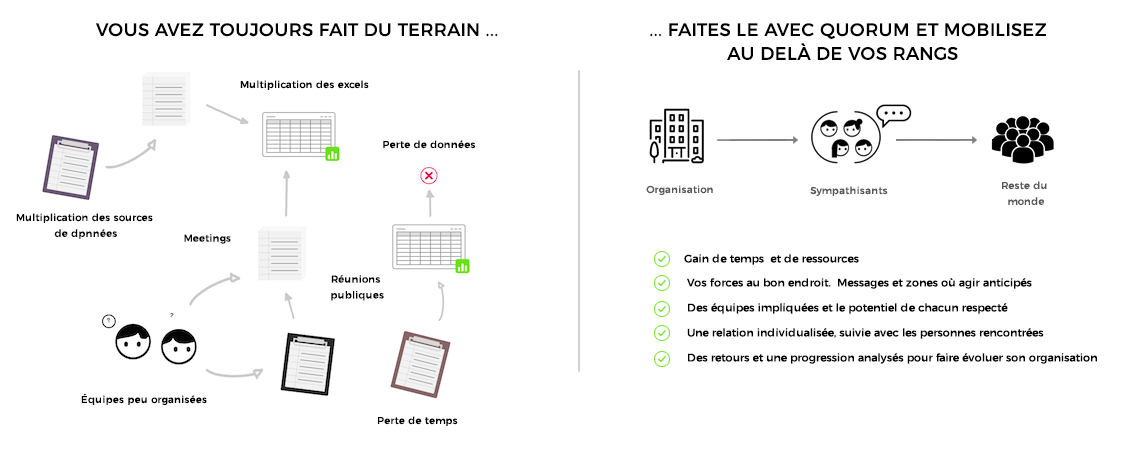 VOUS AVEZ TOUJOURS FAIT DU TERRAIN ...
Multiplication des excels
Perte de données
Multiplication des sources
de dpnnées
Meetings
Réunions
publiques
?
?
Équipes peu organisées
Perte de temps
... FAITES LE AVEC QUORUM ET MOBILISEZ
AU DELÀ DE VOS RANGS
Organisation
Sympathisants
Reste du
monde
Gain de temps et de ressources
Vos forces au bon endroit. Messages et zones où agir anticipés
Des équipes impliquées et le potentiel de chacun respecté
Une relation individualisée, suivie avec les personnes rencontrées
Des retours et une progression analysés pour faire évoluer son organisation